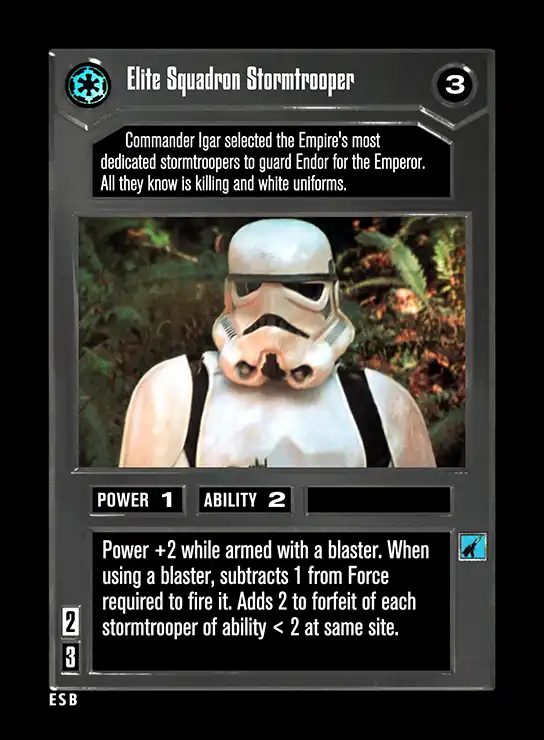 Elite Squadron Stormtrooper
3
Commander Igar selected the Empire's most
dedicated stormtroopers to guard Endor for the Emperor.
All they know is killing and white uniforms.
POWER 1 ABILITY 2
Power +2 while armed with a blaster. When
using a blaster, subtracts 1 from Force
required to fire it. Adds 2 to forfeit of each
stormtrooper of ability < 2 at same site.
2
3
ESB